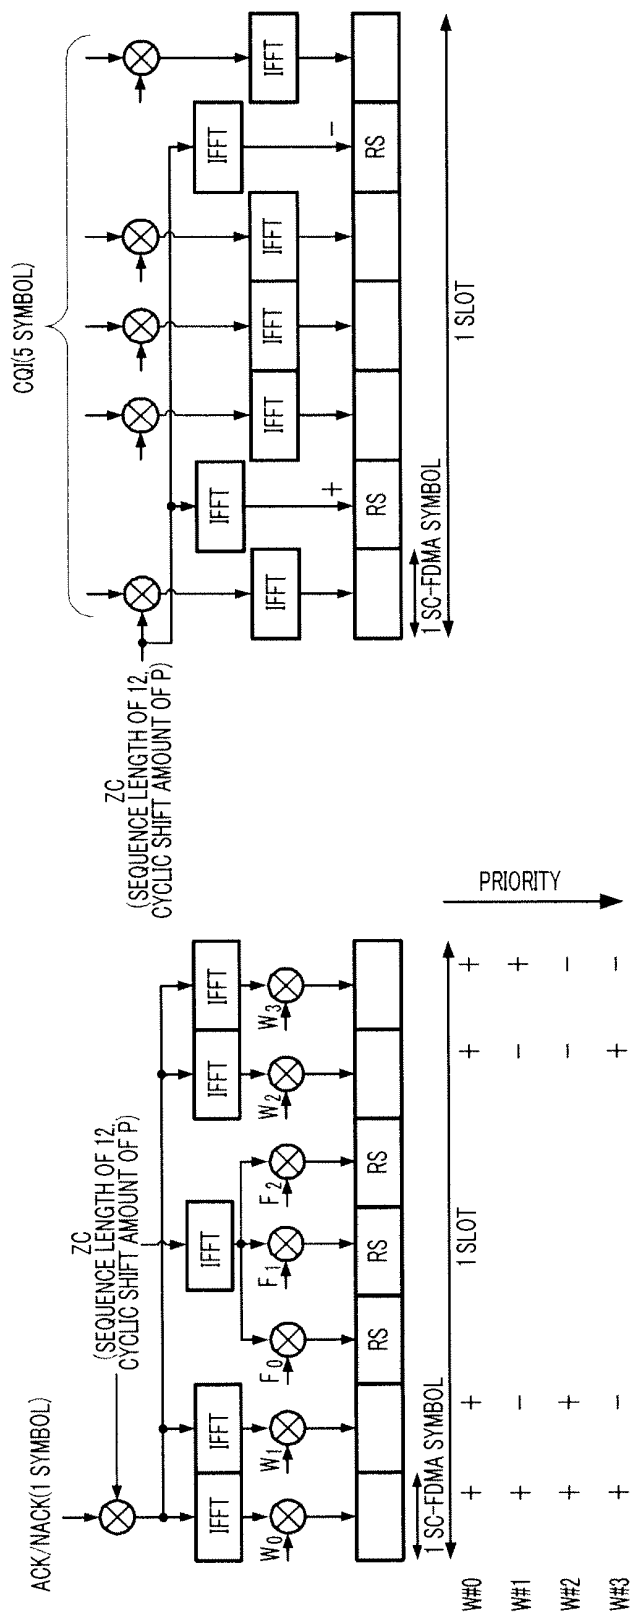 ACK/NACK(1 SYMBOL)
ZC
(SEQUENCE LENGTH OF 12,
CYCLIC SHIFT AMOUNT OF P)
IFFT IFFT IFFT IFFT IFFT
W0 W1 F0 F1 F2 W2 W3
RS RS RS
1 SC-FDMA SYMBOL
1 SLOT
W#0 + + + +
W#1 + - - +
W#2 + + - -
W#3 + - + -
PRIORITY
CQI(5 SYMBOL)
ZC
(SEQUENCE LENGTH OF 12,
CYCLIC SHIFT AMOUNT OF P)
IFFT IFFT
IFFT IFFT IFFT IFFT IFFT
+ -
RS RS
1 SC-FDMA SYMBOL
1 SLOT